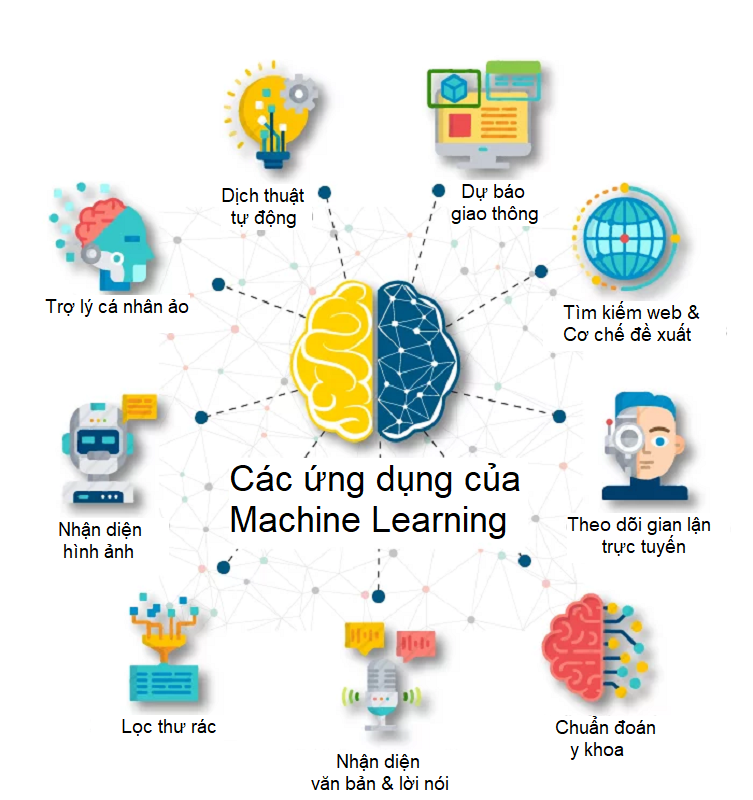 Dịch thuật
tự động
Dự báo
giao thông
Trợ lý cá nhân ảo
Tìm kiếm web &
Cơ chế đề xuất
Các ứng dụng của
Machine Learning
Nhận diện
hình ảnh
Theo dõi gian lận
trực tuyến
Lọc thư rác
Chuẩn đoán
y khoa
Nhận diện
văn bản & lời nói